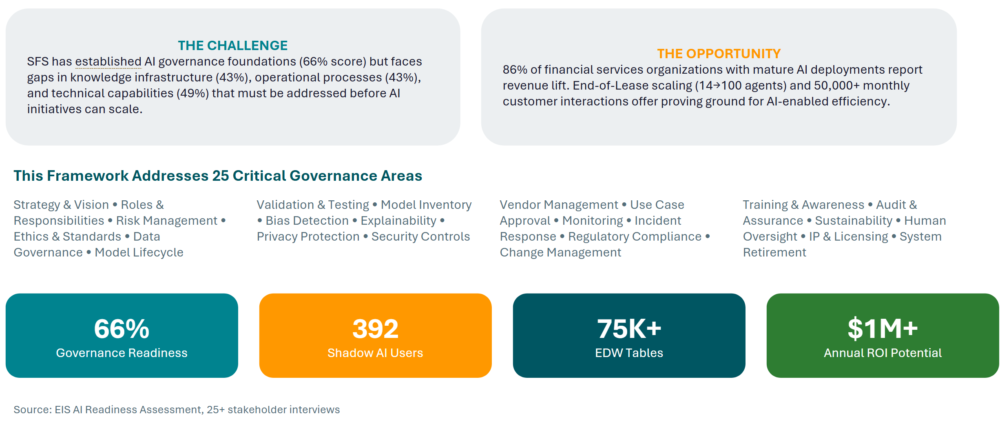 THE CHALLENGE
SFS has established AI governance foundations (66% score) but faces
gaps in knowledge infrastructure (43%), operational processes (43%),
and technical capabilities (49%) that must be addressed before AI
initiatives can scale.
THE OPPORTUNITY
86% of financial services organizations with mature AI deployments report
revenue lift. End-of-Lease scaling (14→100 agents) and 50,000+ monthly
customer interactions offer proving ground for AI-enabled efficiency.
This Framework Addresses 25 Critical Governance Areas
Strategy & Vision • Roles &
Responsibilities • Risk Management •
Ethics & Standards • Data
Governance • Model Lifecycle
Validation & Testing • Model Inventory
• Bias Detection • Explainability •
Privacy Protection • Security Controls
Vendor Management • Use Case
Approval • Monitoring • Incident
Response • Regulatory Compliance •
Change Management
Training & Awareness • Audit &
Assurance • Sustainability • Human
Oversight • IP & Licensing • System
Retirement
66%
Governance Readiness
392
Shadow AI Users
75K+
EDW Tables
$1M+
Annual ROI Potential
Source: EIS AI Readiness Assessment, 25+ stakeholder interviews